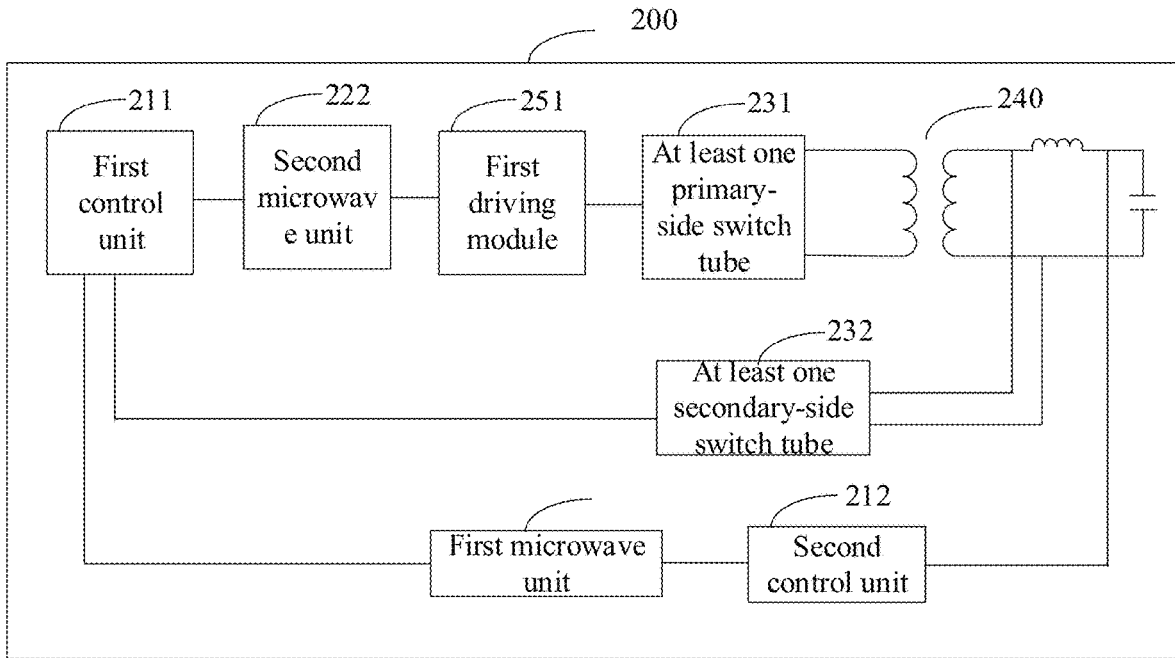 200
211
First
control
unit
222
Second
microwav
e unit
251
First
driving
module
231
At least one
primary-
side switch
tube
240
232
At least one
secondary-side
switch tube
First microwave
unit
212
Second
control unit